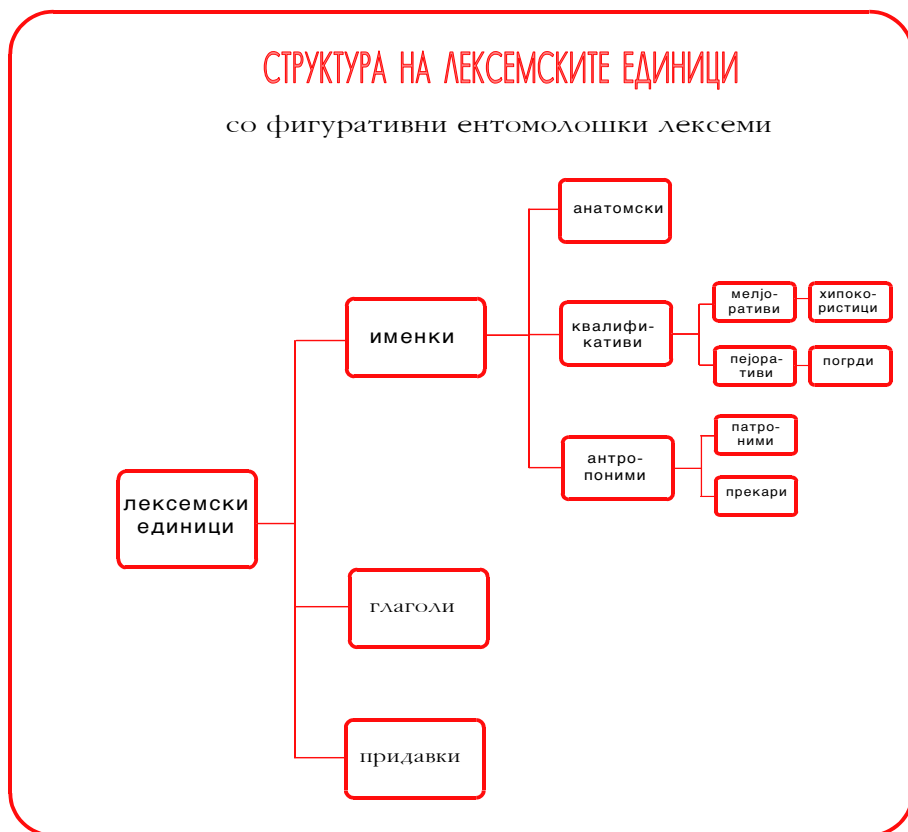 СТРУКТУРА НА ЛЕКСЕМСКИТЕ ЕДИНИЦИ
со фигуративни ентомолошки лексеми
анатомски
мелјо-
ративи
хипоко-
ристици
именки
квалифи-
кативи
пејора-
тиви
погрди
патро-
ними
антро-
поними
прекари
лексемски
единици
глаголи
придавки